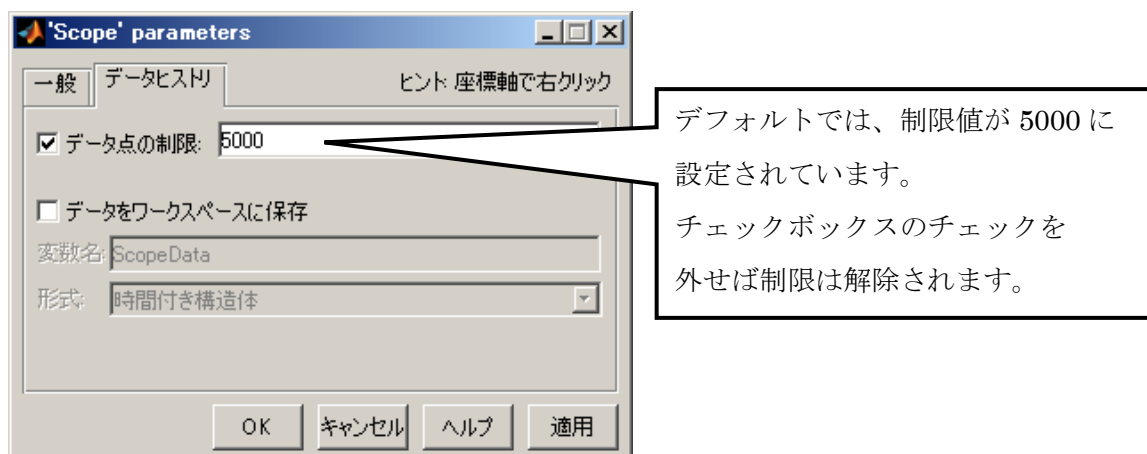 'Scope' parameters
一般 データヒストリ ヒント: 座標軸で右クリック
データ点の制限: 5000
データをワークスペースに保存
変数名: ScopeData
形式: 時間付き構造体
OK キャンセル ヘルプ 適用
デフォルトでは、制限値が 5000 に
設定されています。
チェックボックスのチェックを
外せば制限は解除されます。